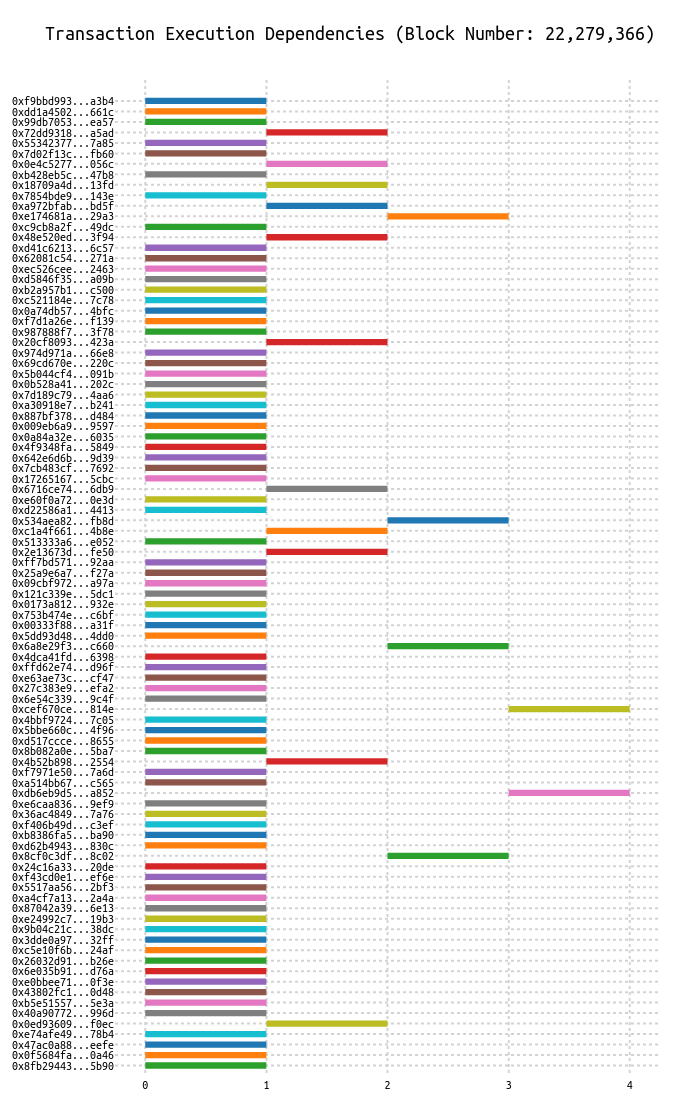 Transaction Execution Dependencies (Block Number: 22,279,366)
0xf9bbd993...a3b4
0xdd1a4502...661c
0x99db7053...ea57
0x72dd9318...a5ad
0x55342377...7a85
0x7d02f13c...fb60
0x0e4c5277...056c
0xb428eb5c...47b8
0x18709a4d...13fd
0x7854bde9...143e
0xa972bfab...bd5f
0xe174681a...29a3
0xc9cb8a2f...49dc
0x48e520ed...3f94
0xd41c6213...6c57
0x62081c54...271a
0xec526cee...2463
0xd5846f35...a09b
0xb2a957b1...c500
0xc521184e...7c78
0x0a74db57...4bfc
0xf7d1a26e...f139
0x987888f7...3f78
0x20cf8093...423a
0x974d971a...66e8
0x69cd670e...220c
0x5b044cf4...091b
0x0b528a41...202c
0x7d189c79...4aa6
0xa30918e7...b241
0x887bf378...d484
0x009eb6a9...9597
0x0a84a32e...6035
0x4f9348fa...5849
0x642e6d6b...9d39
0x7cb483cf...7692
0x17265167...5cbc
0x6716ce74...6db9
0xe60f0a72...0e3d
0xd22586a1...4413
0x534aea82...fb8d
0xc1a4f661...4b8e
0x513333a6...e052
0x2e13673d...fe50
0xff7bd571...92aa
0x25a9e6a7...f27a
0x09cbf972...a97a
0x121c339e...5dc1
0x0173a812...932e
0x753b474e...c6bf
0x00333f88...a31f
0x5dd93d48...4dd0
0x6a8e29f3...c660
0x4dca41fd...6398
0xffd62e74...d96f
0xe63ae73c...cf47
0x27c383e9...efa2
0x6e54c339...9c4f
0xcef670ce...814e
0x4bbf9724...7c05
0x5bbe660c...4f96
0xd517ccce...8655
0x8b082a0e...5ba7
0x4b52b898...2554
0xf7971e50...7a6d
0xa514bb67...c565
0xdb6eb9d5...a852
0xe6caa836...9ef9
0x36ac4849...7a76
0xf406b49d...c3ef
0xb8386fa5...ba90
0xd62b4943...830c
0x8cf0c3df...8c02
0x24c16a33...20de
0xf43cd0e1...ef6e
0x5517aa56...2bf3
0xa4cf7a13...2a4a
0x87042a39...6e13
0xe24992c7...19b3
0x9b04c21c...38dc
0x3dde0a97...32ff
0xc5e10f6b...24af
0x26032d91...b26e
0x6e035b91...d76a
0xe0bbee71...0f3e
0x43802fc1...0d48
0xb5e51557...5e3a
0x40a90772...996d
0x0ed93609...f0ec
0xe74afe49...78b4
0x47ac0a88...eefe
0x0f5684fa...0a46
0x8fb29443...5b90
0 1 2 3 4